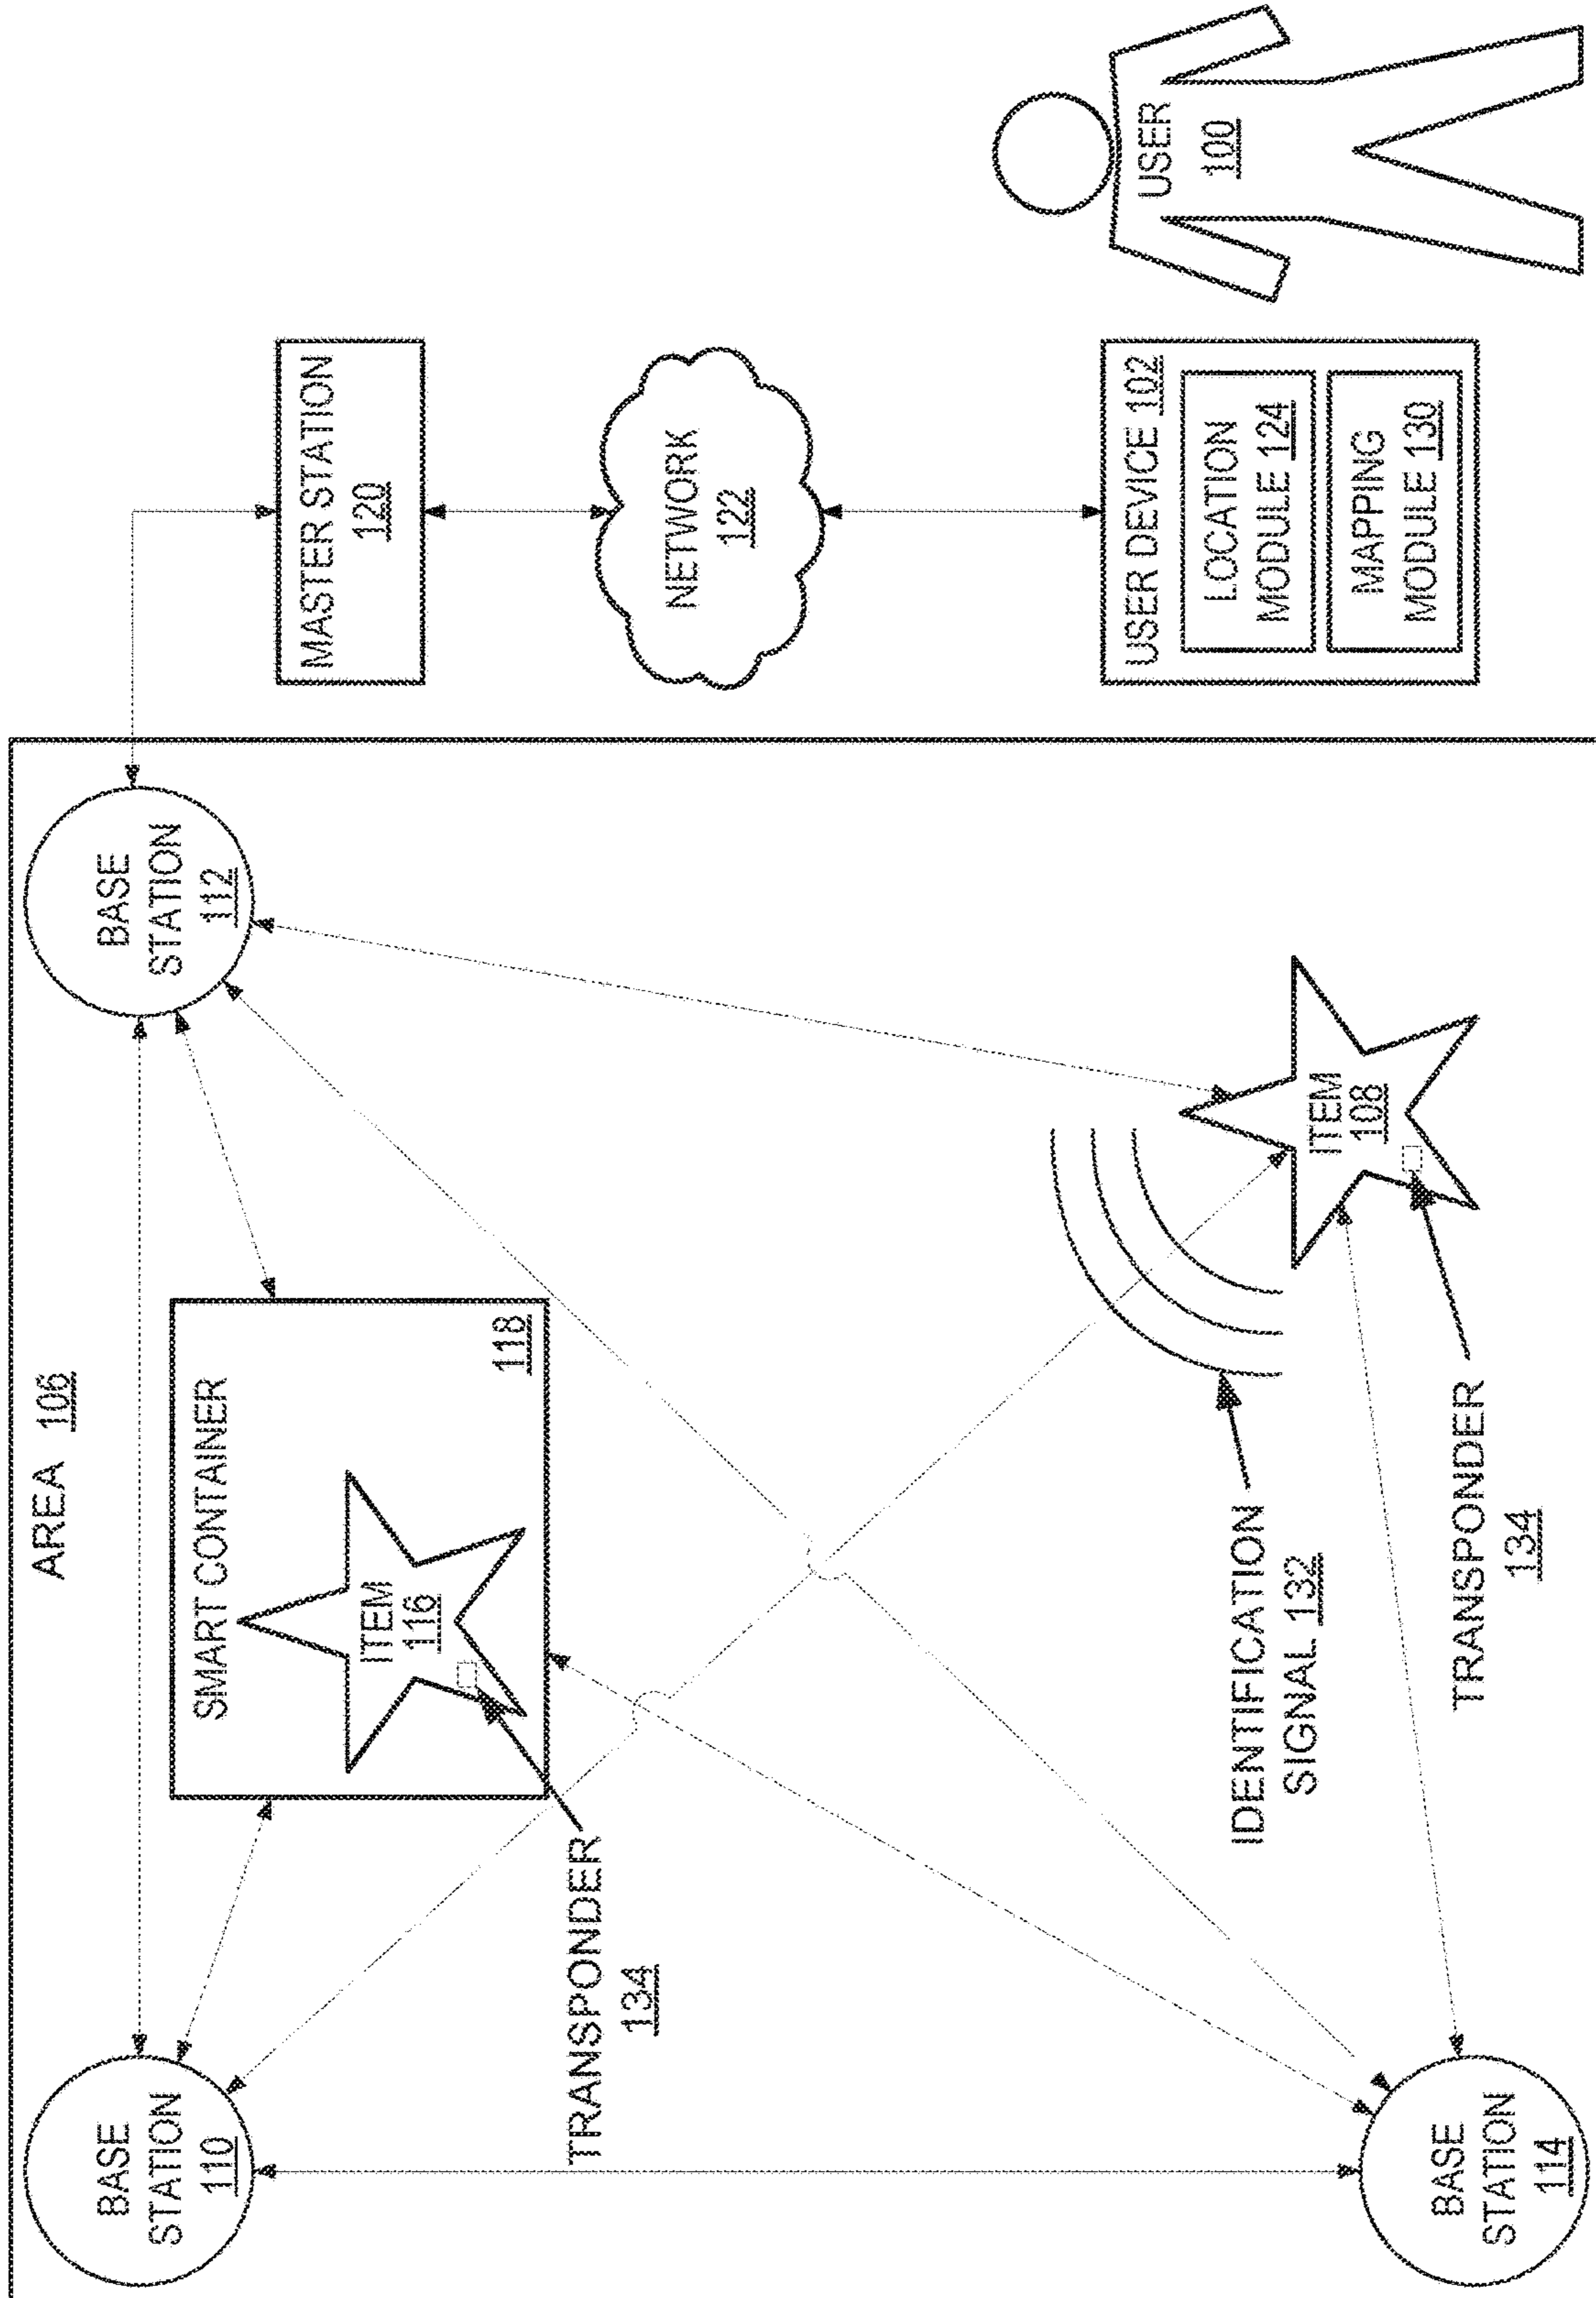 AREA 106
BASE
STATION
110
SMART CONTAINER
ITEM
116
118
BASE
STATION
112
TRANSPONDER
134
IDENTIFICATION
SIGNAL 132
ITEM
108
TRANSPONDER
134
BASE
STATION
114
MASTER STATION
120
NETWORK
122
USER DEVICE 102
LOCATION
MODULE 124
MAPPING
MODULE 130
USER
100